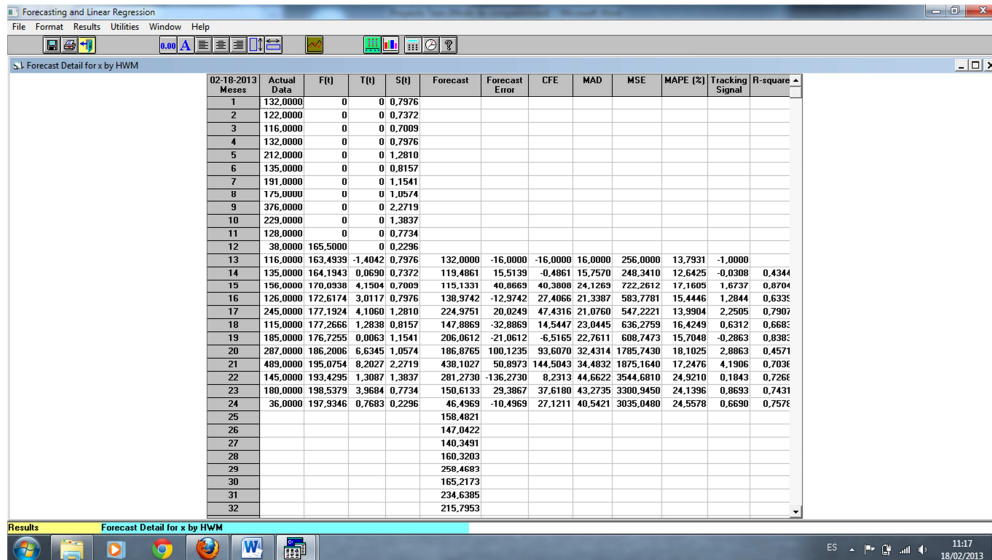 Forecasting and Linear Regression
File Format Results Utilities Window Help
0.00 A
Forecast Detail for x by HWM
02-18-2013 Meses Actual Data F(t) T(t) S(t) Forecast Forecast Error CFE MAD MSE MAPE (%) Tracking Signal R-square
1 132,0000 0 0 0,7976
2 122,0000 0 0 0,7372
3 116,0000 0 0 0,7009
4 132,0000 0 0 0,7976
5 212,0000 0 0 1,2810
6 135,0000 0 0 0,8157
7 191,0000 0 0 1,1541
8 175,0000 0 0 1,0574
9 376,0000 0 0 2,2719
10 229,0000 0 0 1,3837
11 128,0000 0 0 0,7734
12 38,0000 165,5000 0 0,2296
13 116,0000 163,4939 -1,4042 0,7976 132,0000 -16,0000 -16,0000 16,0000 256,0000 13,7931 -1,0000
14 135,0000 164,1943 0,0690 0,7372 119,4861 15,5139 -0,4861 15,7570 248,3410 12,6425 -0,0308 0,4344
15 156,0000 170,0938 4,1504 0,7009 115,1331 40,8669 40,3808 24,1269 722,2612 17,1605 1,6737 0,8704
16 126,0000 172,6174 3,0117 0,7976 138,9742 -12,9742 27,4066 21,3387 583,7781 15,4446 1,2844 0,6339
17 245,0000 177,1924 4,1060 1,2810 224,9751 20,0249 47,4316 21,0760 547,2221 13,9904 2,2505 0,7907
18 115,0000 177,2666 1,2838 0,8157 147,8869 -32,8869 14,5447 23,0445 636,2759 16,4249 0,6312 0,6683
19 185,0000 176,7255 0,0063 1,1541 206,0612 -21,0612 -6,5165 22,7611 608,7473 15,7048 -0,2863 0,8383
20 287,0000 186,2006 6,6345 1,0574 186,8765 100,1235 93,6070 32,4314 1785,7430 18,1025 2,8863 0,4571
21 489,0000 195,0754 8,2027 2,2719 438,1027 50,8973 144,5043 34,4832 1875,1640 17,2476 4,1906 0,7036
22 145,0000 193,4295 1,3087 1,3837 281,2730 -136,2730 8,2313 44,6622 3544,6810 24,9210 0,1843 0,7268
23 180,0000 198,5379 3,9684 0,7734 150,6133 29,3867 37,6180 43,2735 3300,9450 24,1396 0,8693 0,7431
24 36,0000 197,9346 0,7683 0,2296 46,4969 -10,4969 27,1211 40,5421 3035,0480 24,5578 0,6690 0,7578
25 158,4821
26 147,0422
27 140,3491
28 160,3203
29 258,4683
30 165,2173
31 234,6385
32 215,7953
Results Forecast Detail for x by HWM
ES 11:17
18/02/2013